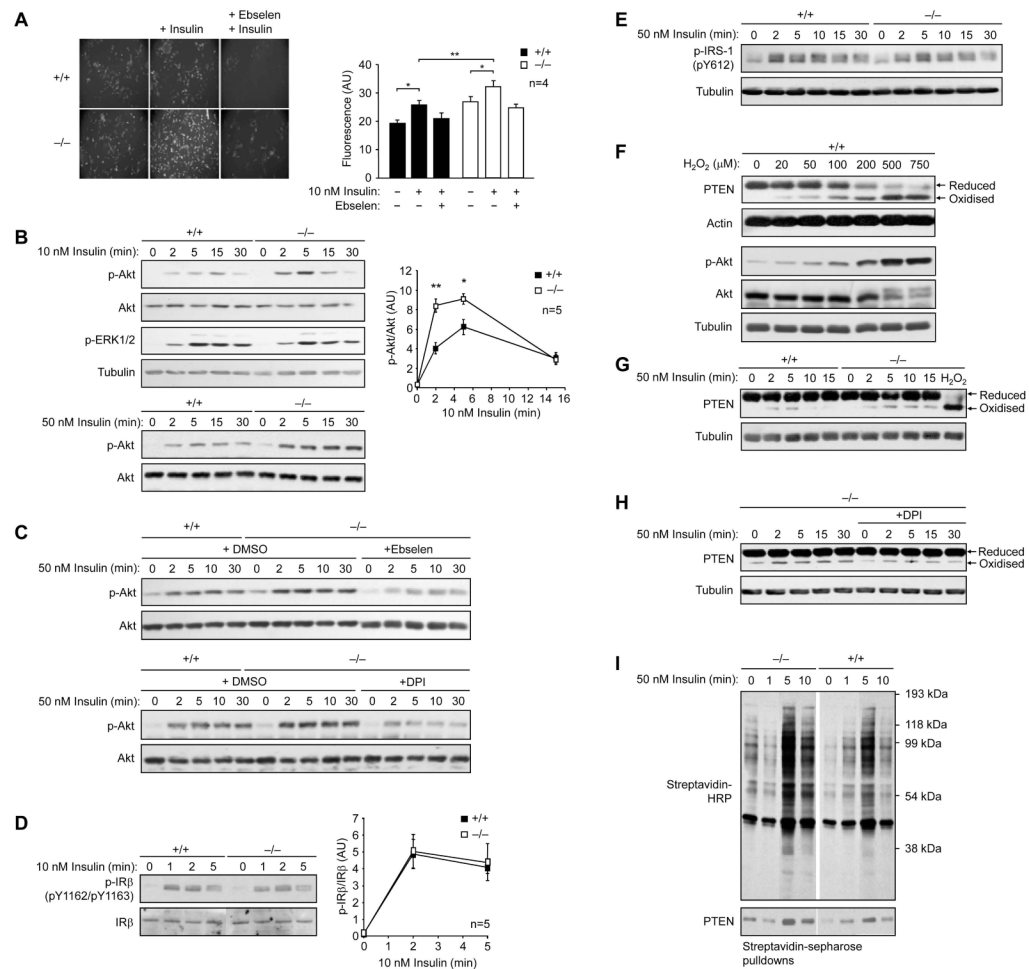 A
+ Insulin
+ Ebselen
+ Insulin
+/+
–/–
Fluorescence (AU)
50
40
30
20
10
0
**
*
*
+/+
–/–
n=4
10 nM Insulin: – + + – + +
Ebselen: – – + – – +
B
+/+ –/–
10 nM Insulin (min): 0 2 5 15 30 0 2 5 15 30
p-Akt
Akt
p-ERK1/2
Tubulin
+/+ –/–
50 nM Insulin (min): 0 2 5 15 30 0 2 5 15 30
p-Akt
Akt
p-Akt/Akt (AU)
12
10
8
6
4
2
0
** *
+/+
–/–
n=5
0 2 4 6 8 10 12 14 16
10 nM Insulin (min)
C
+/+ –/–
+ DMSO +Ebselen
50 nM Insulin (min): 0 2 5 10 30 0 2 5 10 30 0 2 5 10 30
p-Akt
Akt
+/+ –/–
+ DMSO +DPI
50 nM Insulin (min): 0 2 5 10 30 0 2 5 10 30 0 2 5 10 30
p-Akt
Akt
D
+/+ –/–
10 nM Insulin (min): 0 1 2 5 0 1 2 5
p-IRβ
(pY1162/pY1163)
IRβ
p-IRβ/IRβ (AU)
7
6
5
4
3
2
1
0
+/+
–/–
n=5
0 1 2 3 4 5
10 nM Insulin (min)
E
+/+ –/–
50 nM Insulin (min): 0 2 5 10 15 30 0 2 5 10 15 30
p-IRS-1
(pY612)
Tubulin
F
+/+
H2O2 (μM): 0 20 50 100 200 500 750
PTEN
Reduced
Oxidised
Actin
p-Akt
Akt
Tubulin
G
+/+ –/–
50 nM Insulin (min): 0 2 5 10 15 0 2 5 10 15 H2O2
PTEN
Reduced
Oxidised
Tubulin
H
–/–
+DPI
50 nM Insulin (min): 0 2 5 15 30 0 2 5 15 30
PTEN
Reduced
Oxidised
Tubulin
I
–/– +/+
50 nM Insulin (min): 0 1 5 10 0 1 5 10
193 kDa
118 kDa
99 kDa
Streptavidin-
HRP
54 kDa
38 kDa
PTEN
Streptavidin-sepharose
pulldowns